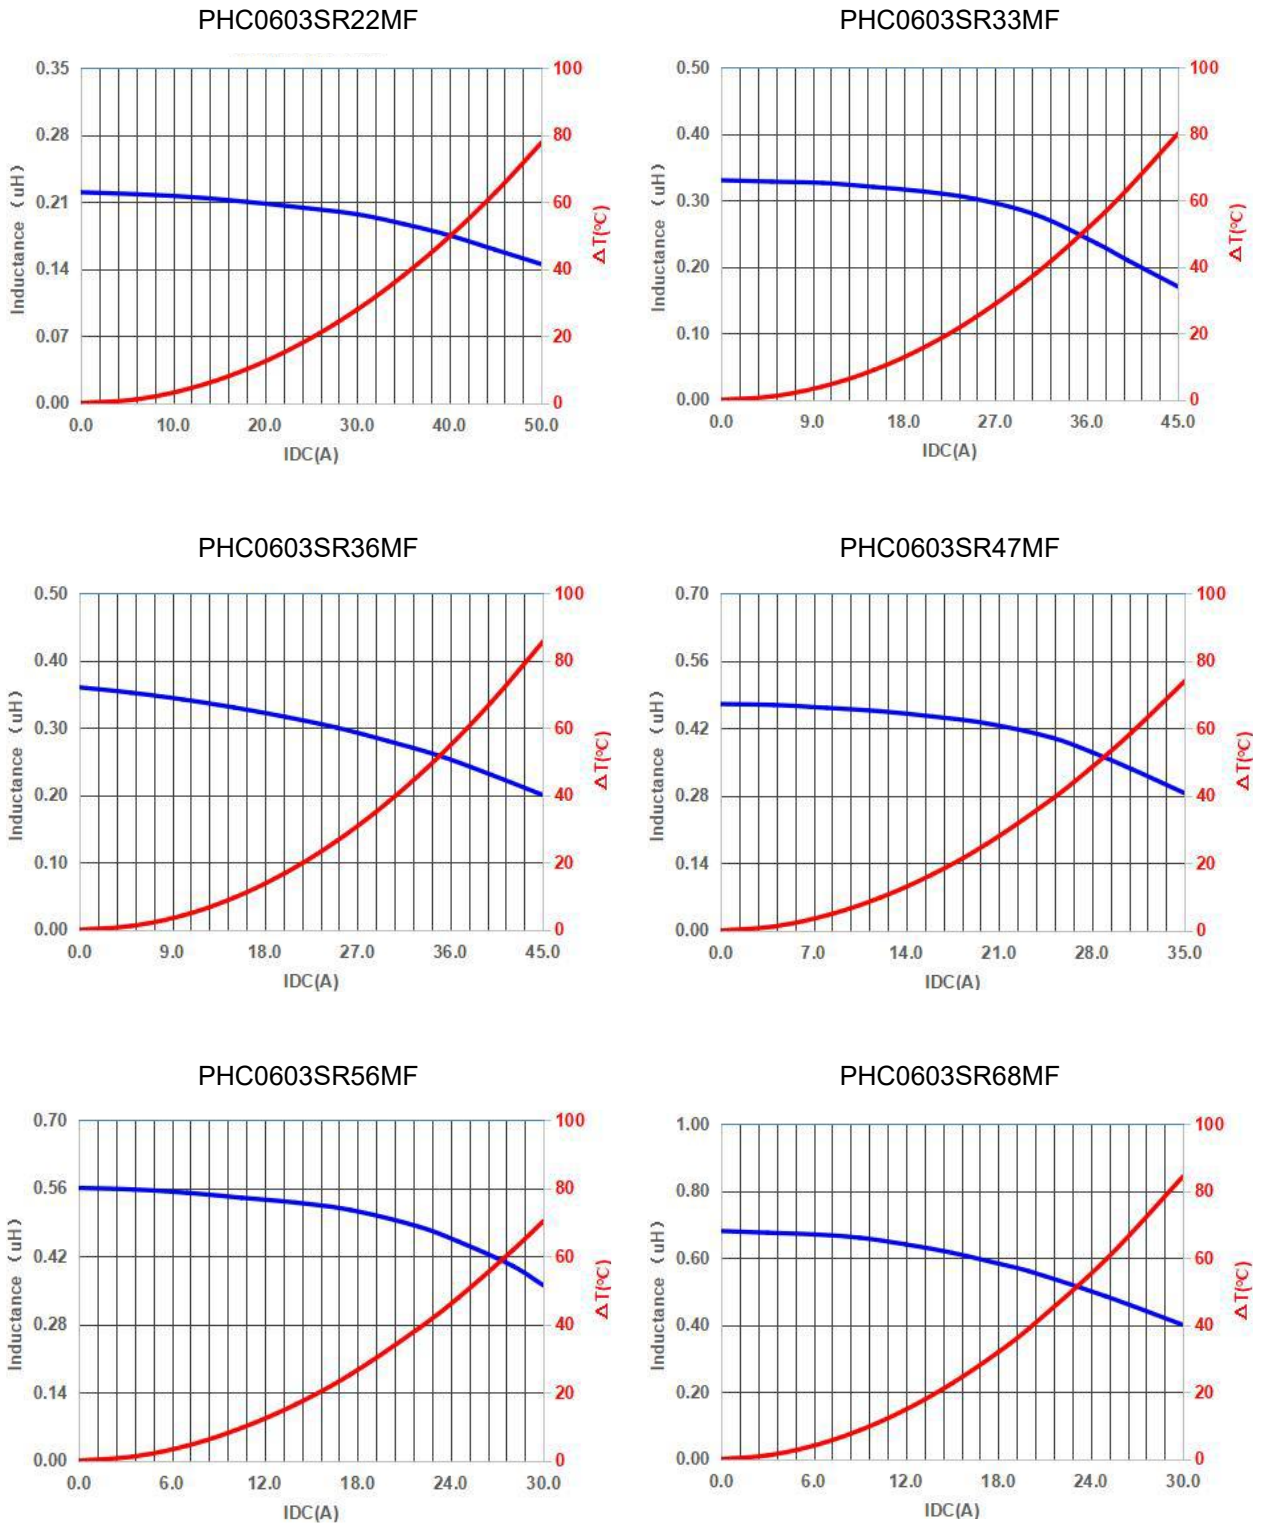 PHC0603SR22MF
0.35
0.28
0.21
0.14
0.07
0.00
Inductance （uH）
100
80
60
40
20
0
ΔT(℃)
0.0 10.0 20.0 30.0 40.0 50.0
IDC(A)
PHC0603SR33MF
0.50
0.40
0.30
0.20
0.10
0.00
Inductance （uH）
100
80
60
40
20
0
ΔT(℃)
0.0 9.0 18.0 27.0 36.0 45.0
IDC(A)
PHC0603SR36MF
0.50
0.40
0.30
0.20
0.10
0.00
Inductance （uH）
100
80
60
40
20
0
ΔT(℃)
0.0 9.0 18.0 27.0 36.0 45.0
IDC(A)
PHC0603SR47MF
0.70
0.56
0.42
0.28
0.14
0.00
Inductance （uH）
100
80
60
40
20
0
ΔT(℃)
0.0 7.0 14.0 21.0 28.0 35.0
IDC(A)
PHC0603SR56MF
0.70
0.56
0.42
0.28
0.14
0.00
Inductance （uH）
100
80
60
40
20
0
ΔT(℃)
0.0 6.0 12.0 18.0 24.0 30.0
IDC(A)
PHC0603SR68MF
1.00
0.80
0.60
0.40
0.20
0.00
Inductance （uH）
100
80
60
40
20
0
ΔT(℃)
0.0 6.0 12.0 18.0 24.0 30.0
IDC(A)